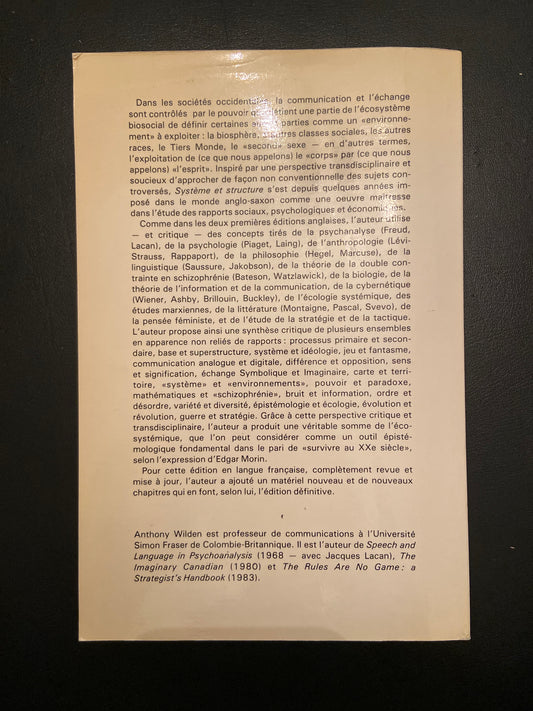 Dans les sociétés occidentales, la communication et l'échange
sont contrôlés par le pouvoir qui détient une partie de l'écosystème
biosocial de définir certaines parties comme un «environne-
ment» à exploiter : la biosphère, d'autres classes sociales, les autres
races, le Tiers Monde, le «second» sexe — en d'autres termes,
l'exploitation de (ce que nous appelons) le «corps» par (ce que nous
appelons) «l'esprit». Inspiré par une perspective transdisciplinaire et
soucieux d'approcher de façon non conventionnelle des sujets con-
troversés, Système et structure s'est depuis quelques années im-
posé dans le monde anglo-saxon comme une oeuvre maîtresse
dans l'étude des rapports sociaux, psychologiques et économiques.
Comme dans les deux premières éditions anglaises, l'auteur utilise
— et critique — des concepts tirés de la psychanalyse (Freud,
Lacan), de la psychologie (Piaget, Laing), de l'anthropologie (Lévi-
Strauss, Rappaport), de la philosophie (Hegel, Marcuse), de la
linguistique (Saussure, Jakobson), de la théorie de la double con-
trainte en schizophrénie (Bateson, Watzlawick), de la biologie, de la
théorie de l'information et de la communication, de la cybernétique
(Wiener, Ashby, Brillouin, Buckley), de l'écologie systémique, des
études marxiennes, de la littérature (Montaigne, Pascal, Svevo), de
la pensée féministe, et de l'étude de la stratégie et de la tactique.
L'auteur propose ainsi une synthèse critique de plusieurs ensembles
en apparence non reliés de rapports : processus primaire et secon-
daire, base et superstructure, système et idéologie, jeu et fantasme,
communication analogue et digitale, différence et opposition, sens
et signification, échange Symbolique et Imaginaire, carte et terri-
toire, «système» et «environnements», pouvoir et paradoxe,
mathématiques et «schizophrénie», bruit et information, ordre et
désordre, variété et diversité, épistémologie et écologie, évolution et
révolution, guerre et stratégie. Grâce à cette perspective critique et
transdisciplinaire, l'auteur a produit une véritable somme de l'éco-
systémique, que l'on peut considérer comme un outil épisté-
mologique fondamental dans le pari de «survivre au XXe siècle»,
selon l'expression d'Edgar Morin.
Pour cette édition en langue française, complètement revue et
mise à jour, l'auteur a ajouté un matériel nouveau et de nouveaux
chapitres qui en font, selon lui, l'édition définitive.
Anthony Wilden est professeur de communications à l'Université
Simon Fraser de Colombie-Britannique. Il est l'auteur de Speech and
Language in Psychoanalysis (1968 — avec Jacques Lacan), The
Imaginary Canadian (1980) et The Rules Are No Game : a
Strategist's Handbook (1983).